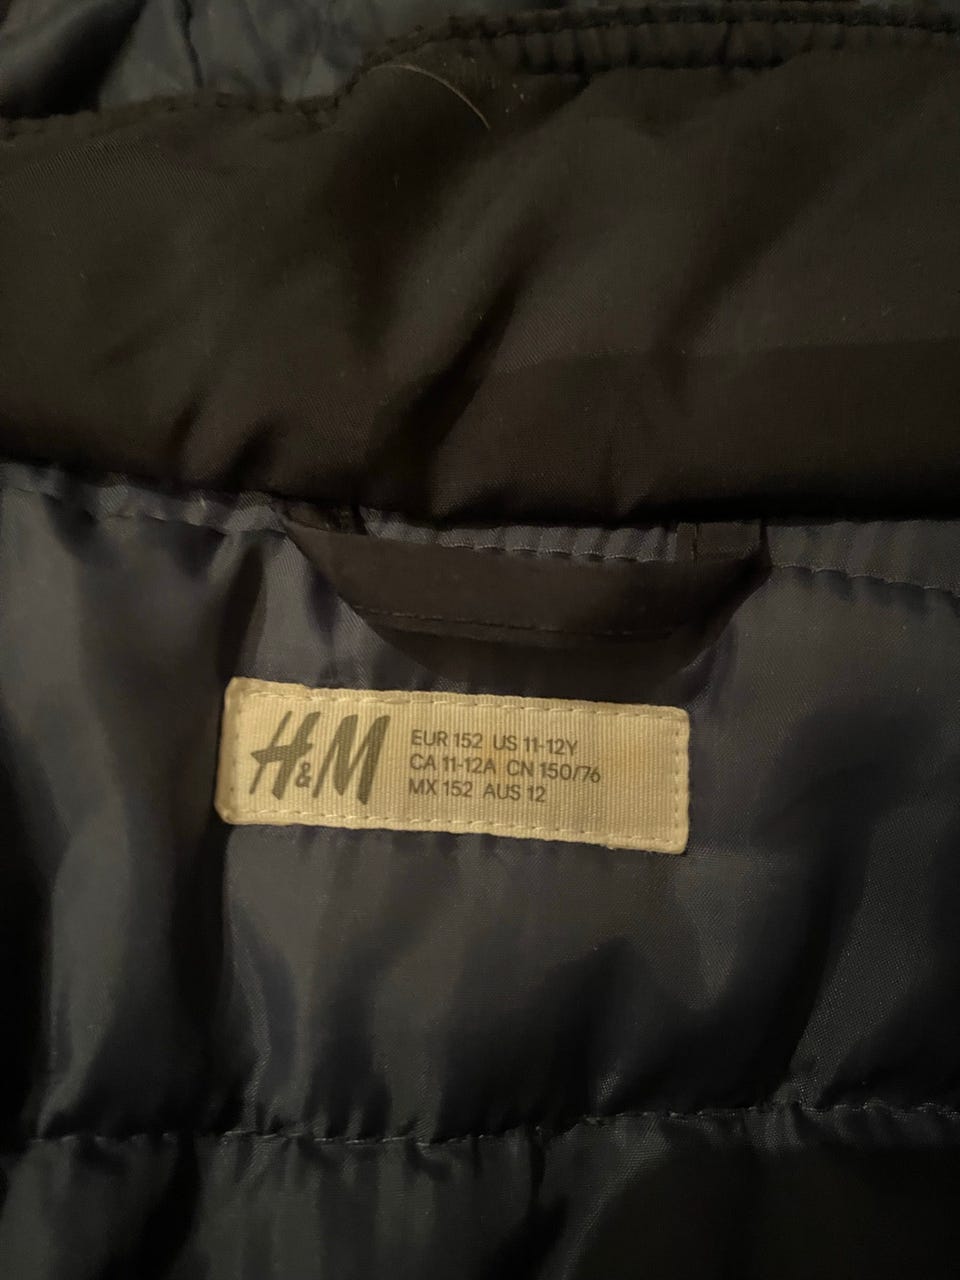 H&M
EUR 152 US 11-12Y
CA 11-12A CN 150/76
MX 152 AUS 12